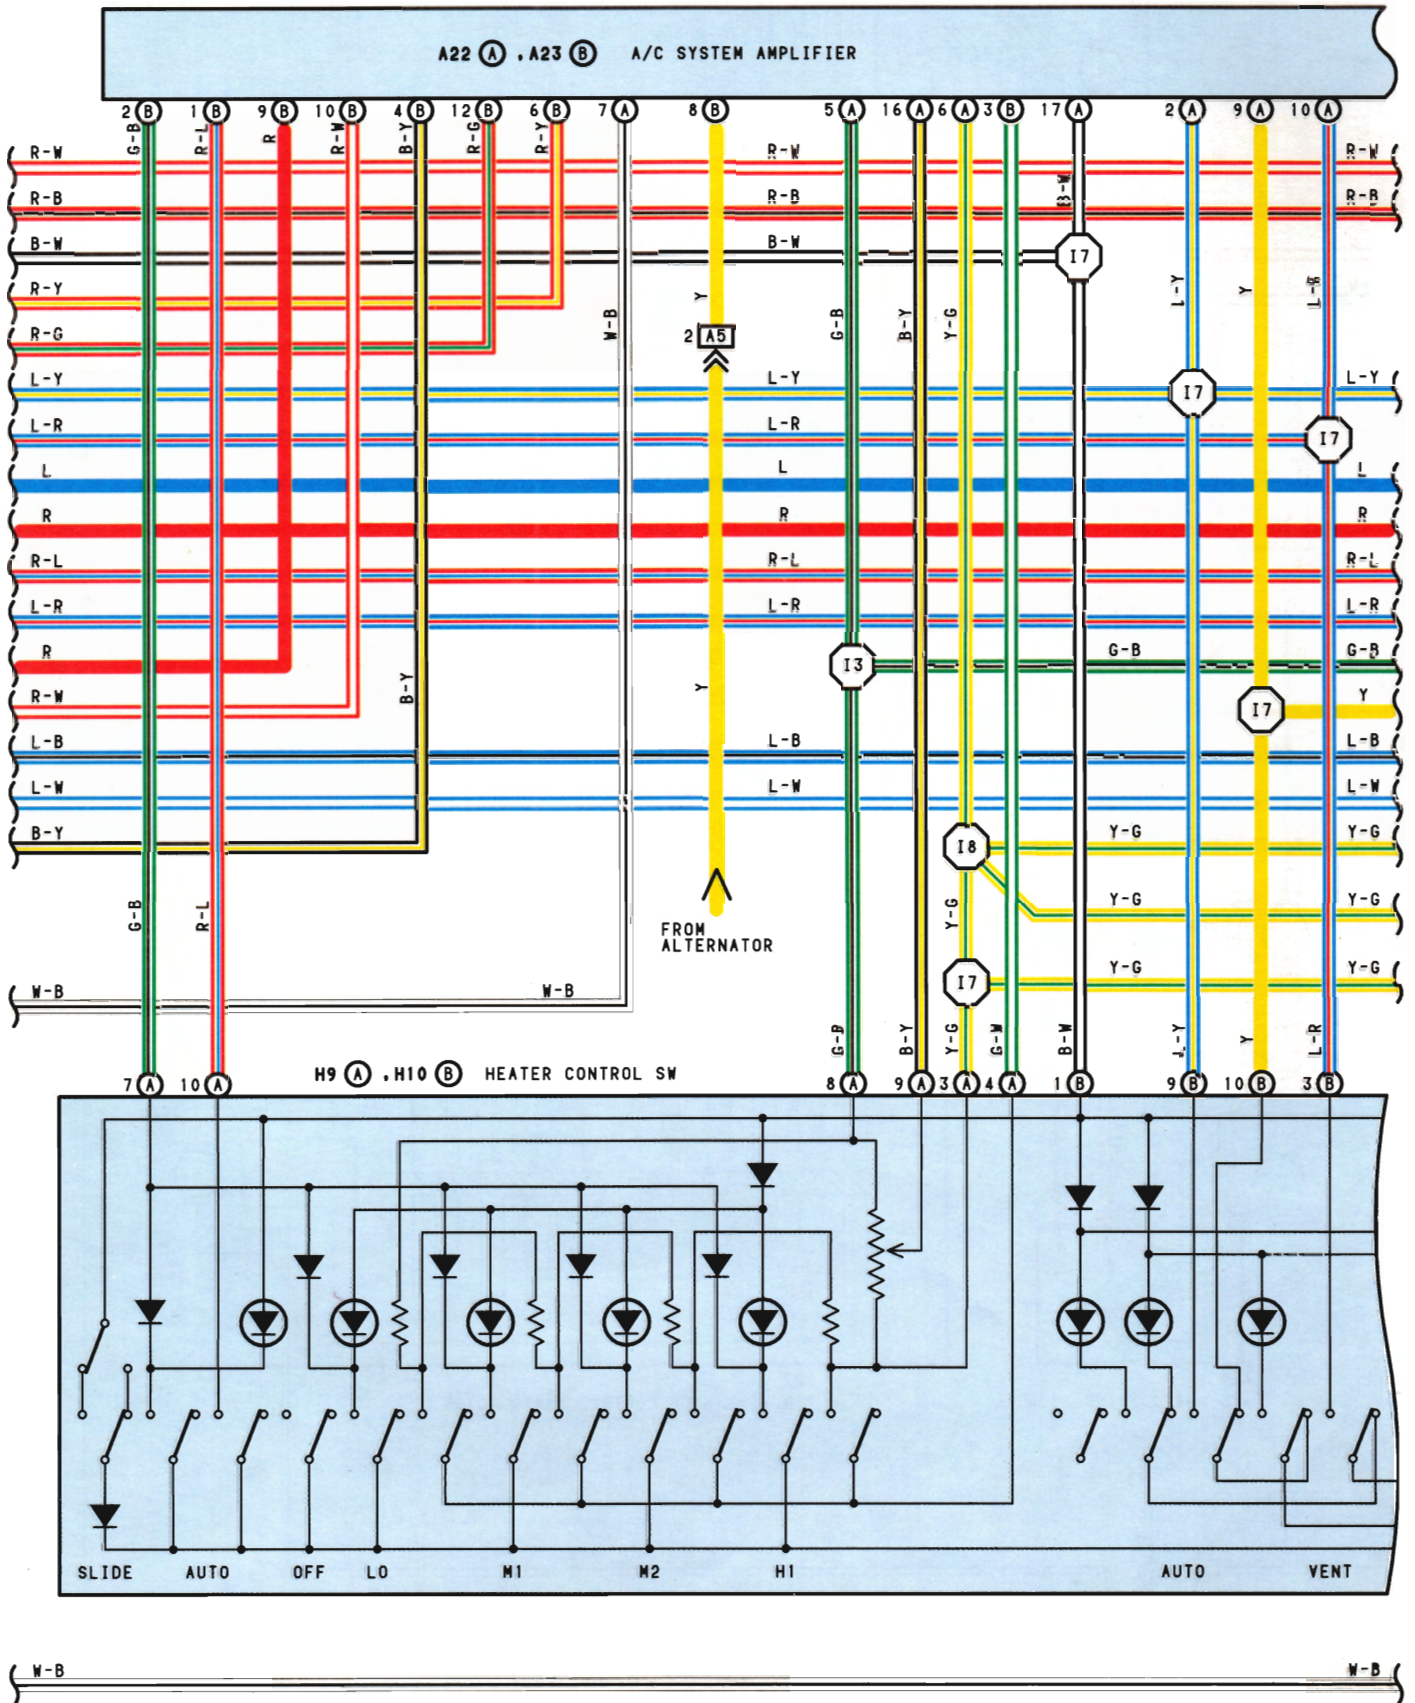 A22 A , A23 B A/C SYSTEM AMPLIFIER
2 B 1 B 9 B 10 B 4 B 12 B 6 B 7 A 8 B 5 A 16 A 6 A 3 B 17 A 2 A 9 A 10 A
G-B R-L R R-W B-Y R-G R-Y
R-W R-W R-W
B-W
R-B R-B R-B
B-W B-W I7
R-Y Y L-Y Y
W-B G-B B-Y Y-G
R-G 2 A5
L-Y L-Y I7 L-Y
L-R L-R I7
L L L
R R R
R-L R-L R-L
L-R L-R L-R
R I3 G-B G-B
B-Y Y
R-W I7 Y
L-B L-B L-B
L-W L-W L-W
B-Y I8 Y-G Y-G
G-B R-L Y-G Y-G Y-G
FROM
ALTERNATOR
I7 Y-G Y-G
W-B W-B
G-B B-Y Y-G G-W B-W L-Y Y L-R
H9 A , H10 B HEATER CONTROL SW
7 A 10 A 8 A 9 A 3 A 4 A 1 B 9 B 10 B 3 B
SLIDE AUTO OFF LO M1 M2 H1 AUTO VENT
W-B W-B